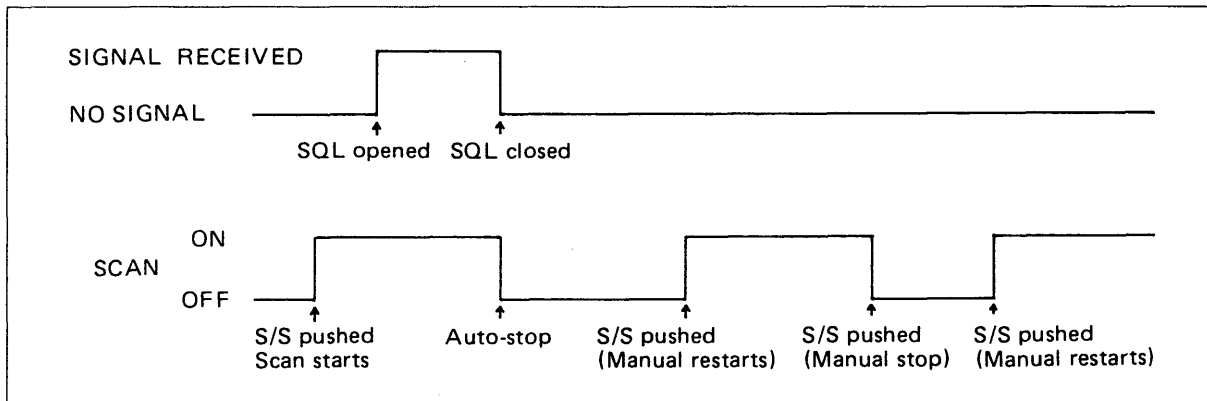 SIGNAL RECEIVED
NO SIGNAL
SQL opened
SQL closed
ON
SCAN
OFF
S/S pushed
Scan starts
Auto-stop
S/S pushed
(Manual restarts)
S/S pushed
(Manual stop)
S/S pushed
(Manual restarts)